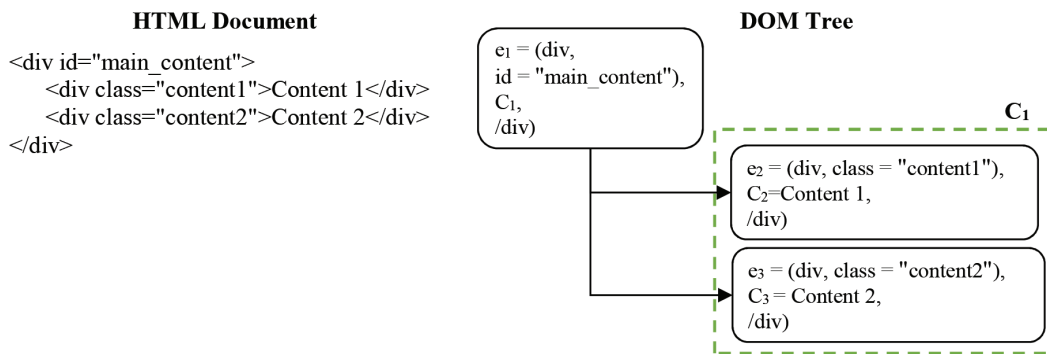 HTML Document
<div id="main_content">
<div class="content1">Content 1</div>
<div class="content2">Content 2</div>
</div>
DOM Tree
e₁ = (div,
id = "main_content"),
C₁,
/div)
C₁
e₂ = (div, class = "content1"),
C₂=Content 1,
/div)
e₃ = (div, class = "content2"),
C₃ = Content 2,
/div)